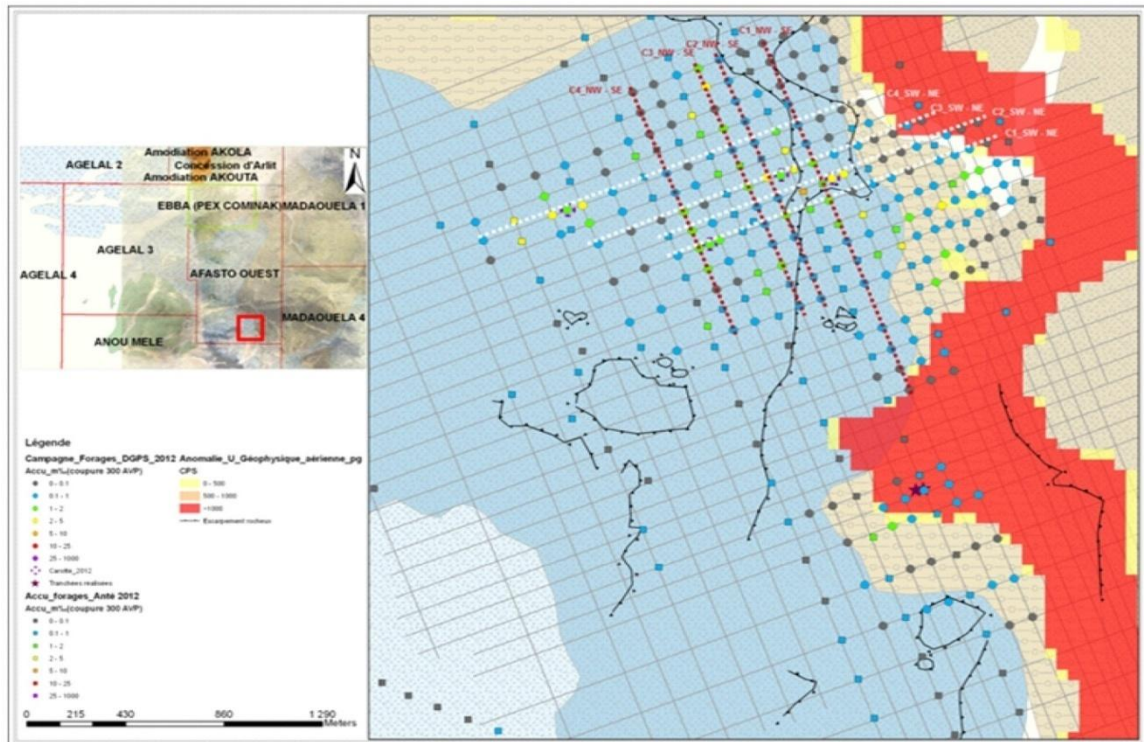 C1_NW - SE
C2_NW - SE
C3_NW - SE
C4_NW - SE
C4_SW - NE
C3_SW - NE
C2_SW - NE
C1_SW - NE
N
AGELAL 2
Amodiation AKOLA
Concession d'Arlit
Amodiation AKOUTA
EBBA (PEX COMINAK)
MADAOUELA 1
AGELAL 3
AGELAL 4
AFASTO OUEST
MADAOUELA 4
ANOU MELE
Légende
Campagne_Forages_DGPS_2012
Accu_m‰(coupure 300 AVP)
0 - 0.1
0.1 - 1
1 - 2
2 - 5
5 - 10
10 - 25
25 - 1000
Carotte_2012
Tranchées réalisées
Accu_forages_Anté 2012
Accu_m‰(coupure 300 AVP)
0 - 0.1
0.1 - 1
1 - 2
2 - 5
5 - 10
10 - 25
25 - 1000
Anomalie_U_Géophysique_aérienne_pg
CPS
0 - 500
500 - 1000
>1000
Escarpement rocheux
0 215 430 860 1 290
Meters